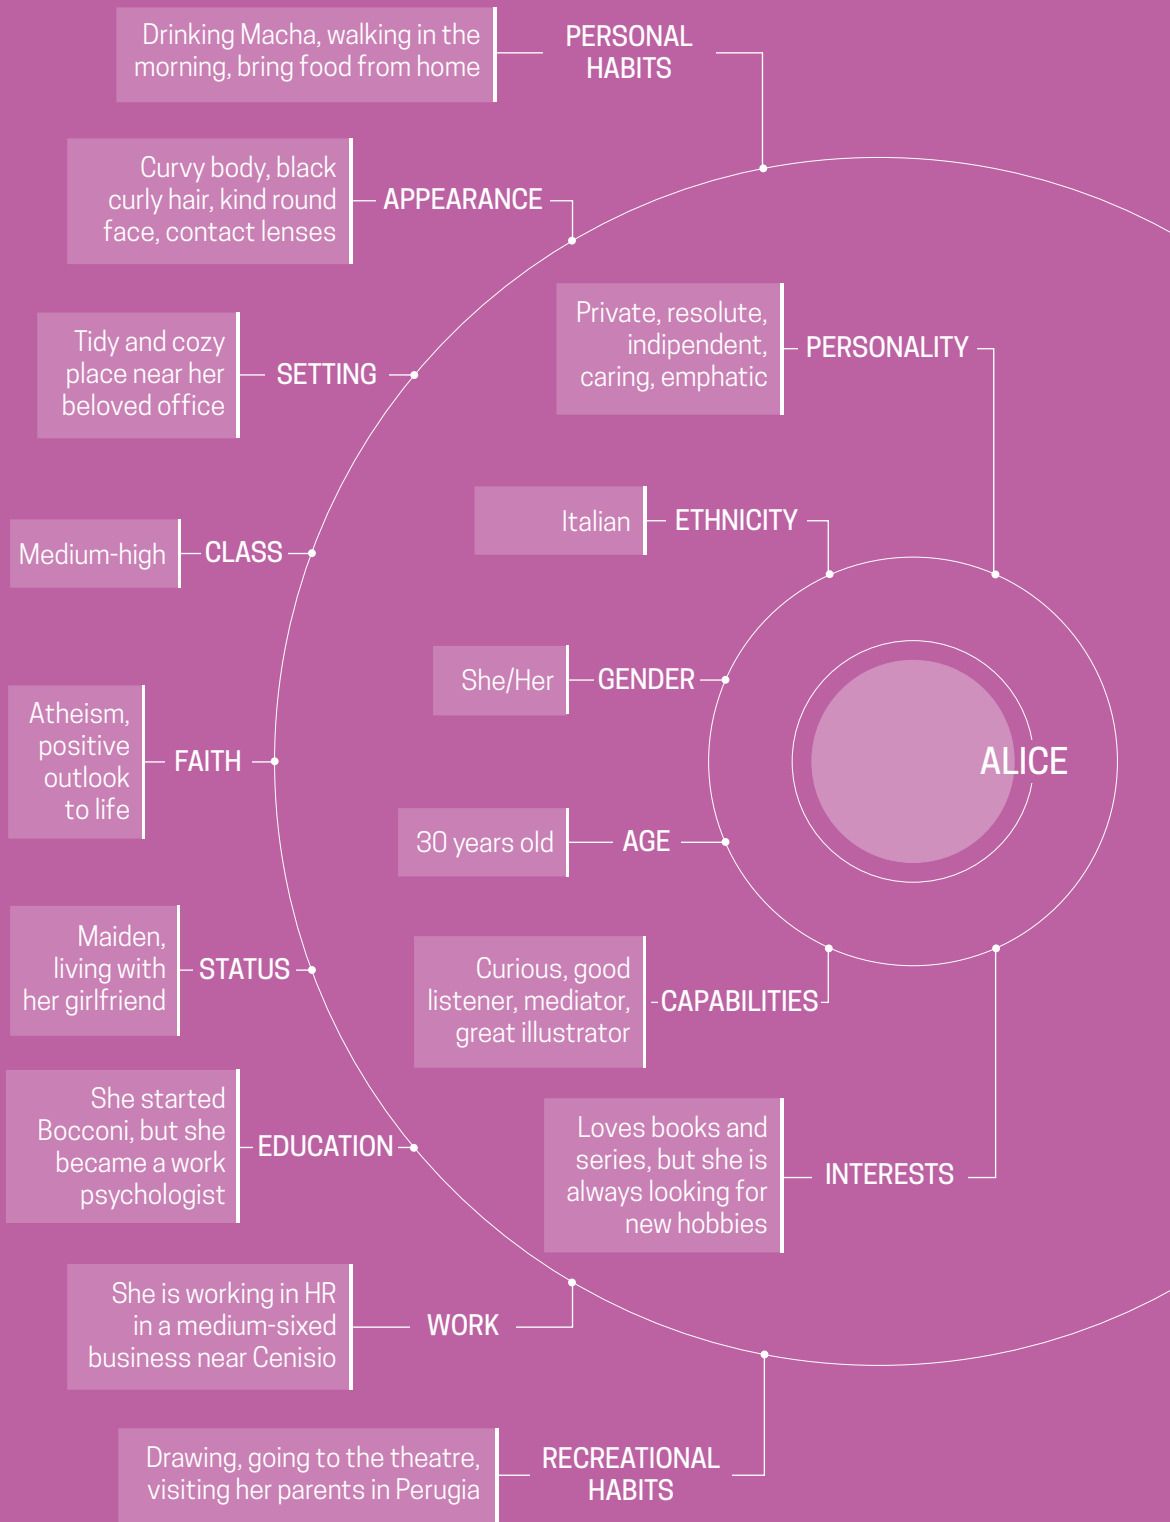 Drinking Macha, walking in the
morning, bring food from home
PERSONAL
HABITS
Curvy body, black
curly hair, kind round
face, contact lenses
APPEARANCE
Tidy and cozy
place near her
beloved office
SETTING
Private, resolute,
indipendent,
caring, emphatic
PERSONALITY
Italian
ETHNICITY
Medium-high
CLASS
She/Her
GENDER
Atheism,
positive
outlook
to life
FAITH
ALICE
30 years old
AGE
Maiden,
living with
her girlfriend
STATUS
Curious, good
listener, mediator,
great illustrator
CAPABILITIES
She started
Bocconi, but she
became a work
psychologist
EDUCATION
Loves books and
series, but she is
always looking for
new hobbies
INTERESTS
She is working in HR
in a medium-sixed
business near Cenisio
WORK
Drawing, going to the theatre,
visiting her parents in Perugia
RECREATIONAL
HABITS